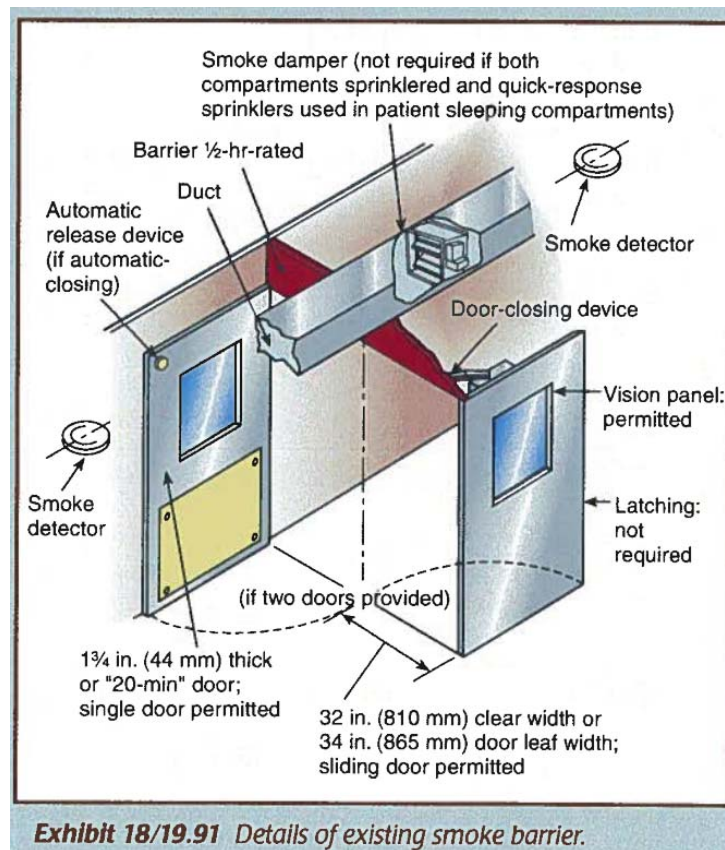 Smoke damper (not required if both
compartments sprinklered and quick-response
sprinklers used in patient sleeping compartments)
Barrier ½-hr-rated
Duct
Automatic
release device
(if automatic-
closing)
Smoke detector
Door-closing device
Vision panel:
permitted
Smoke
detector
Latching:
not
required
(if two doors provided)
1¾ in. (44 mm) thick
or "20-min" door;
single door permitted
32 in. (810 mm) clear width or
34 in. (865 mm) door leaf width;
sliding door permitted
Exhibit 18/19.91 Details of existing smoke barrier.